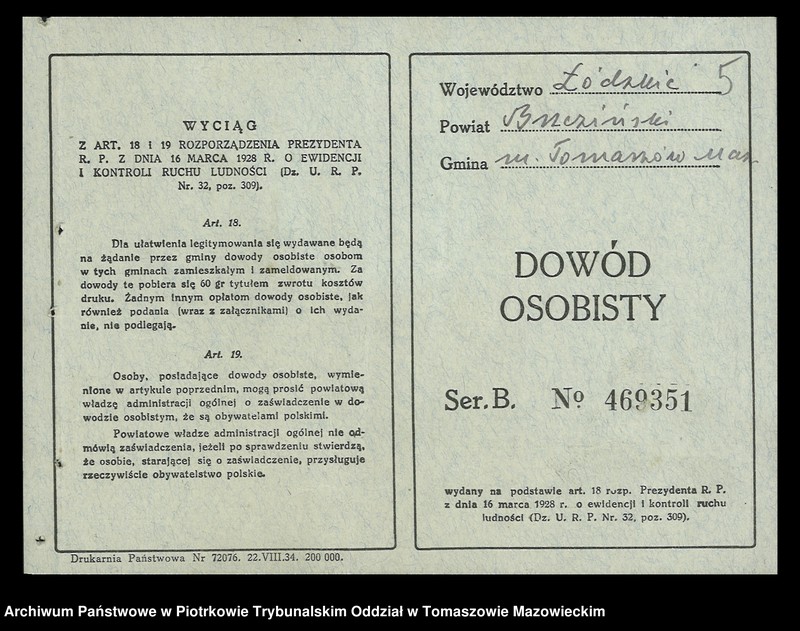 WYCIĄG
Z ART. 18 i 19 ROZPORZĄDZENIA PREZYDENTA
R. P. Z DNIA 16 MARCA 1928 R. O EWIDENCJI
I KONTROLI RUCHU LUDNOŚCI (Dz. U. R. P.
Nr. 32, poz. 309).
Art. 18.
Dla ułatwienia legitymowania się wydawane będą
na żądanie przez gminy dowody osobiste osobom
w tych gminach zamieszkałym i zameldowanym. Za
dowody te pobiera się 60 gr tytułem zwrotu kosztów
druku. Żadnym innym opłatom dowody osobiste, jak
również podania (wraz z załącznikami) o ich wyda-
nie, nie podlegają.
Art. 19.
Osoby, posiadające dowody osobiste, wymie-
nione w artykule poprzednim, mogą prosić powiatową
władzę administracji ogólnej o zaświadczenie w do-
wodzie osobistym, że są obywatelami polskimi.
Powiatowe władze administracji ogólnej nie od-
mówią zaświadczenia, jeżeli po sprawdzeniu stwierdzą,
że osobie, starającej się o zaświadczenie, przysługuje
rzeczywiście obywatelstwo polskie.
Drukarnia Państwowa Nr 72076. 22.VIII.34. 200 000.
Województwo Łódzkie 5
Powiat Brzeziński
Gmina m. Tomaszów Maz
DOWÓD
OSOBISTY
Ser. B. № 469351
wydany na podstawie art. 18 rozp. Prezydenta R. P.
z dnia 16 marca 1928 r. o ewidencji i kontroli ruchu
ludności (Dz. U. R. P. Nr. 32, poz. 309).
Archiwum Państwowe w Piotrkowie Trybunalskim Oddział w Tomaszowie Mazowieckim